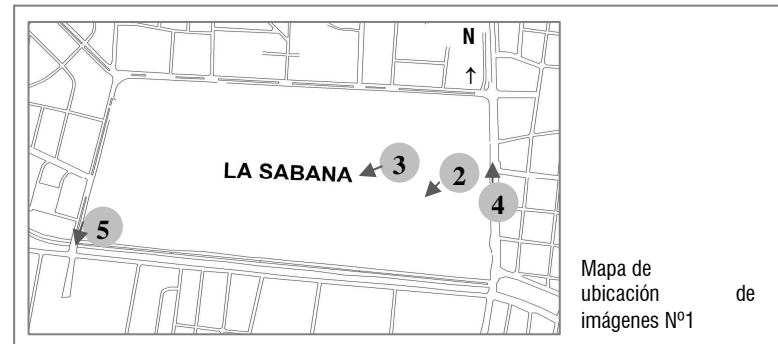 N
↑
LA SABANA
3
2
4
5
Mapa de
ubicación de
imágenes Nº1